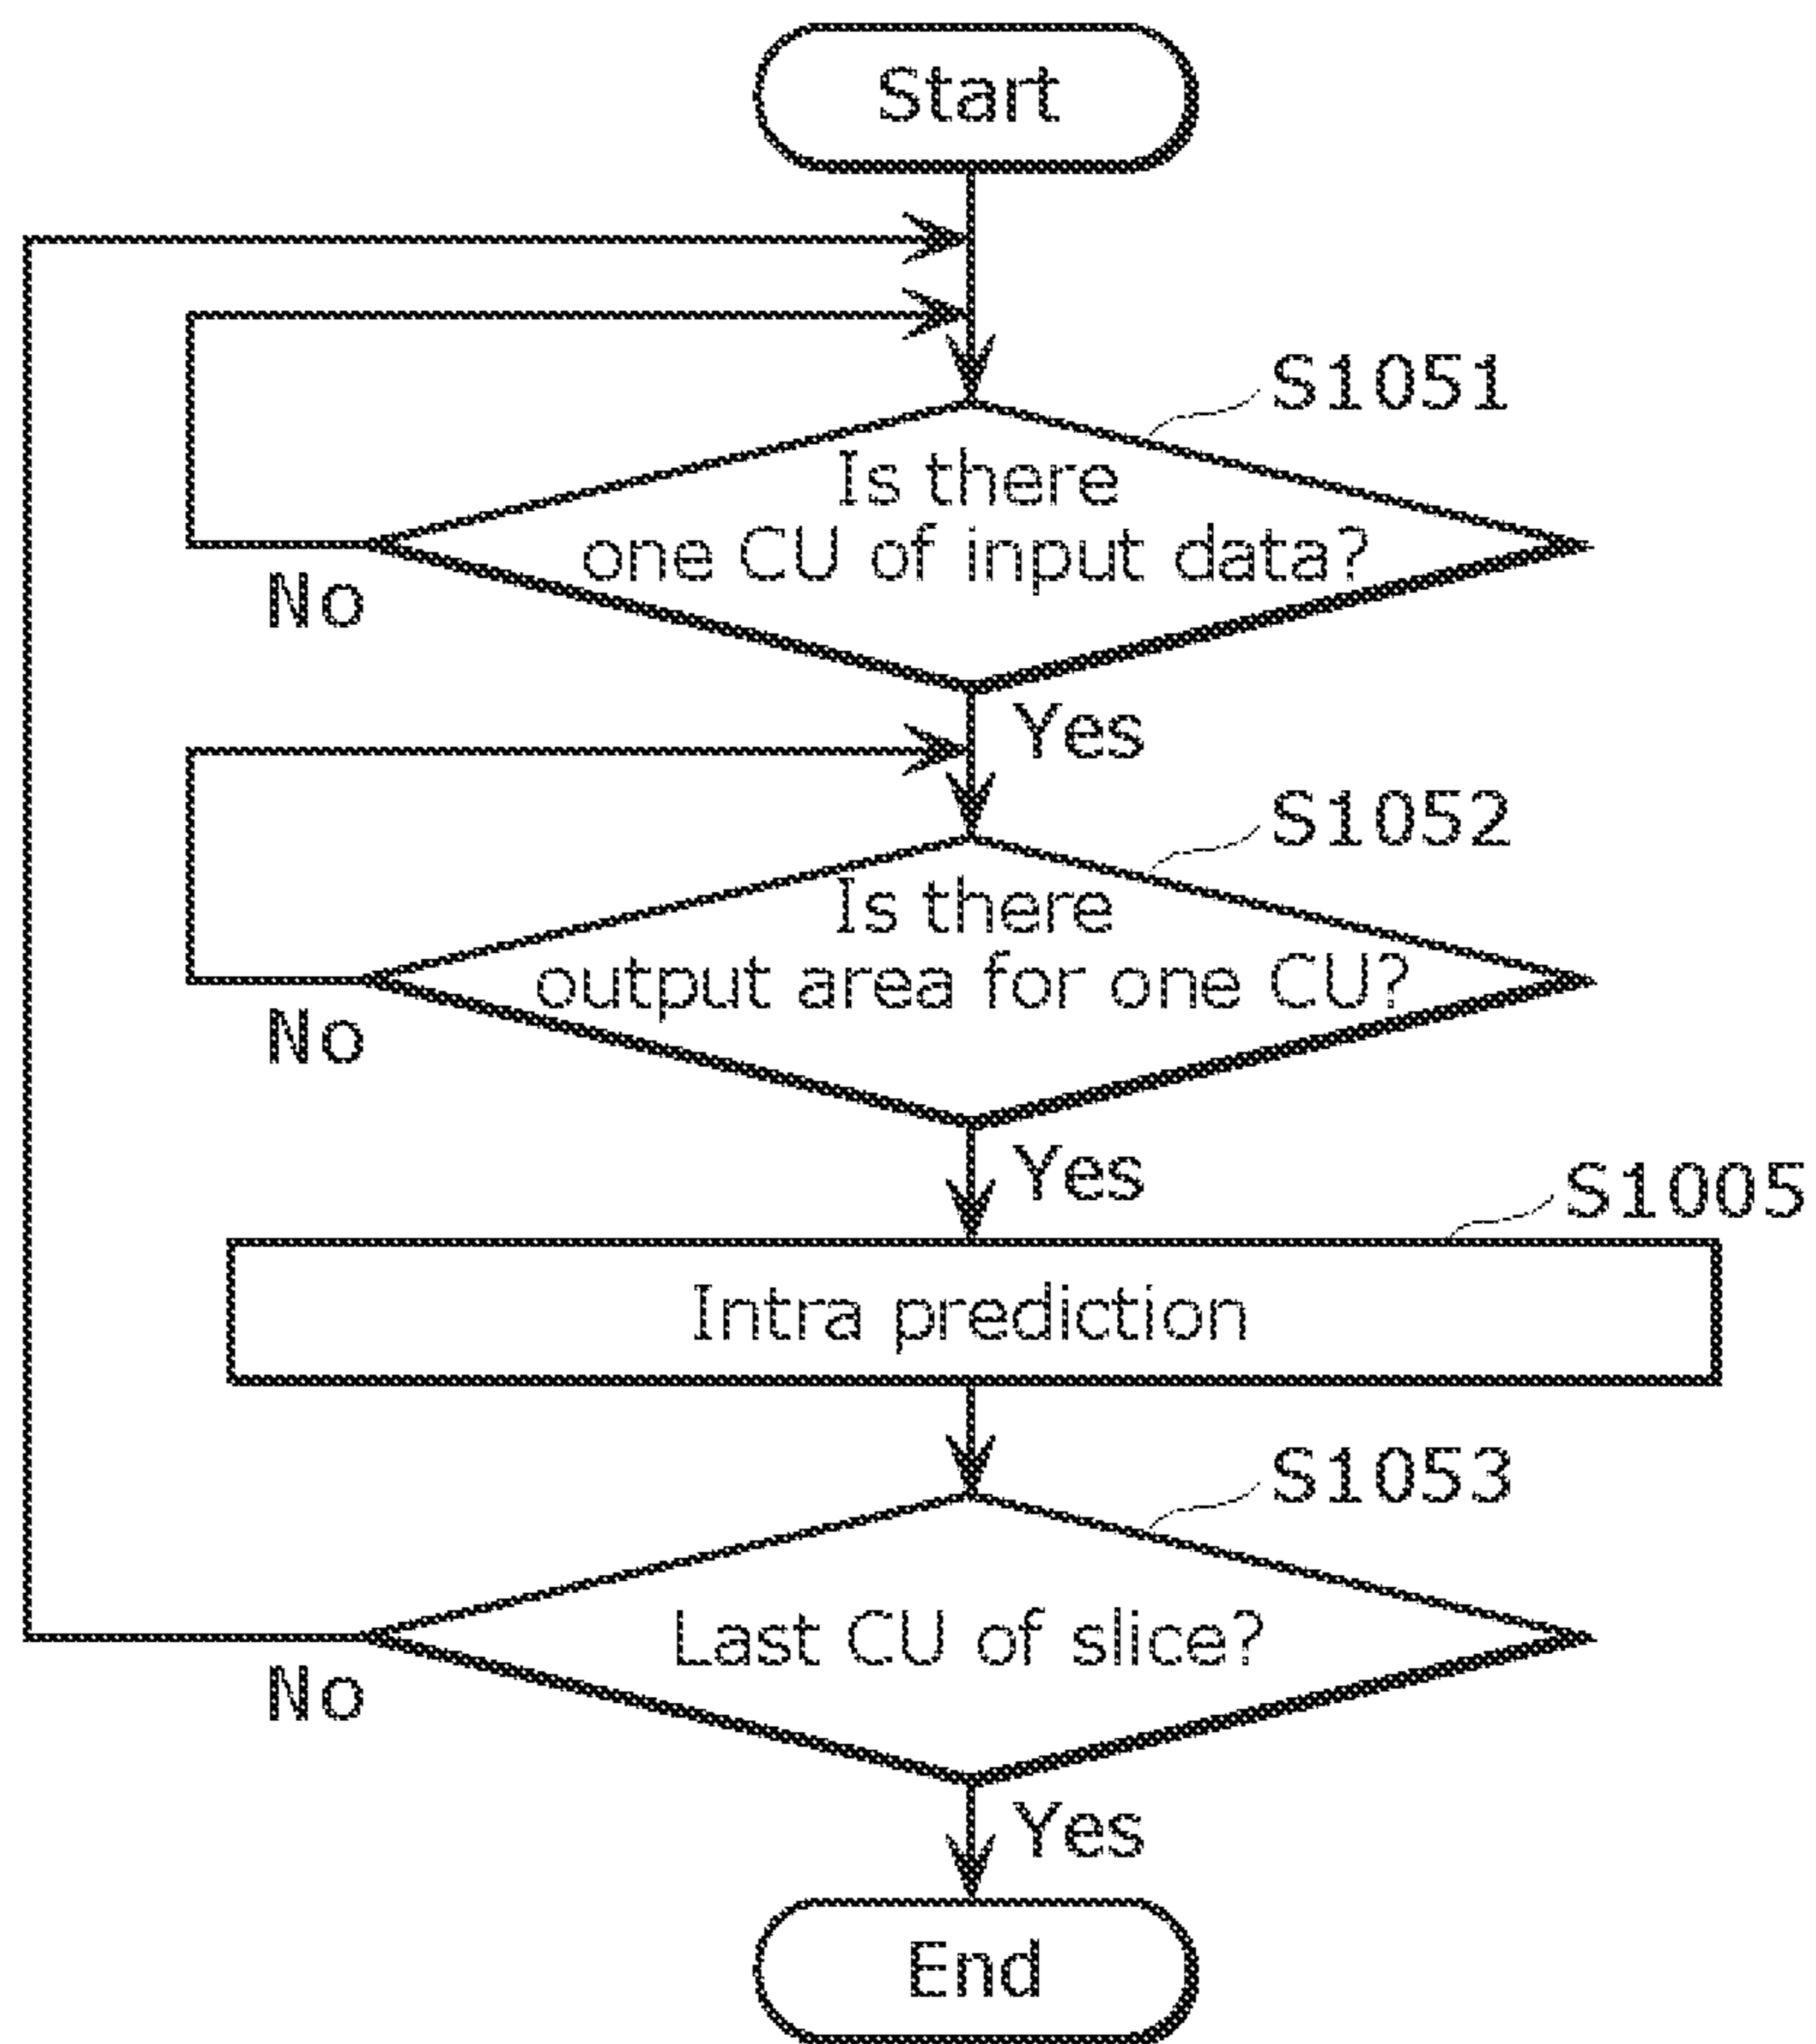 Start
S1051
Is there
one CU of input data?
No
Yes
S1052
Is there
output area for one CU?
No
Yes
S1005
Intra prediction
S1053
Last CU of slice?
No
Yes
End